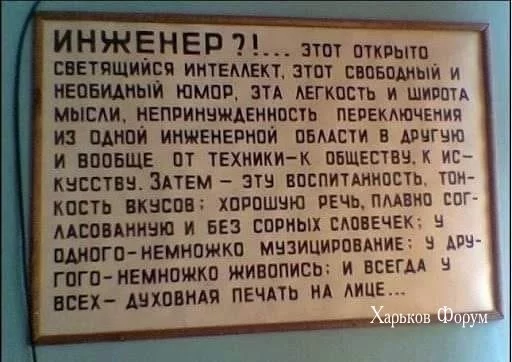 ИНЖЕНЕР?!... ЭТОТ ОТКРЫТО
СВЕТЯЩИЙСЯ ИНТЕЛЛЕКТ, ЭТОТ СВОБОДНЫЙ И
НЕОБИДНЫЙ ЮМОР, ЭТА ЛЕГКОСТЬ И ШИРОТА
МЫСЛИ, НЕПРИНУЖДЕННОСТЬ ПЕРЕКЛЮЧЕНИЯ
ИЗ ОДНОЙ ИНЖЕНЕРНОЙ ОБЛАСТИ В ДРУГУЮ
И ВООБЩЕ ОТ ТЕХНИКИ–К ОБЩЕСТВУ, К ИС-
КУССТВУ. ЗАТЕМ – ЭТУ ВОСПИТАННОСТЬ, ТОН-
КОСТЬ ВКУСОВ: ХОРОШУЮ РЕЧЬ, ПЛАВНО СОГ-
ЛАСОВАННУЮ И БЕЗ СОРНЫХ СЛОВЕЧЕК; У
ОДНОГО–НЕМНОЖКО МУЗИЦИРОВАНИЕ; У ДРУ-
ГОГО–НЕМНОЖКО ЖИВОПИСЬ; И ВСЕГДА У
ВСЕХ– ДУХОВНАЯ ПЕЧАТЬ НА ЛИЦЕ...
Харьков Форум